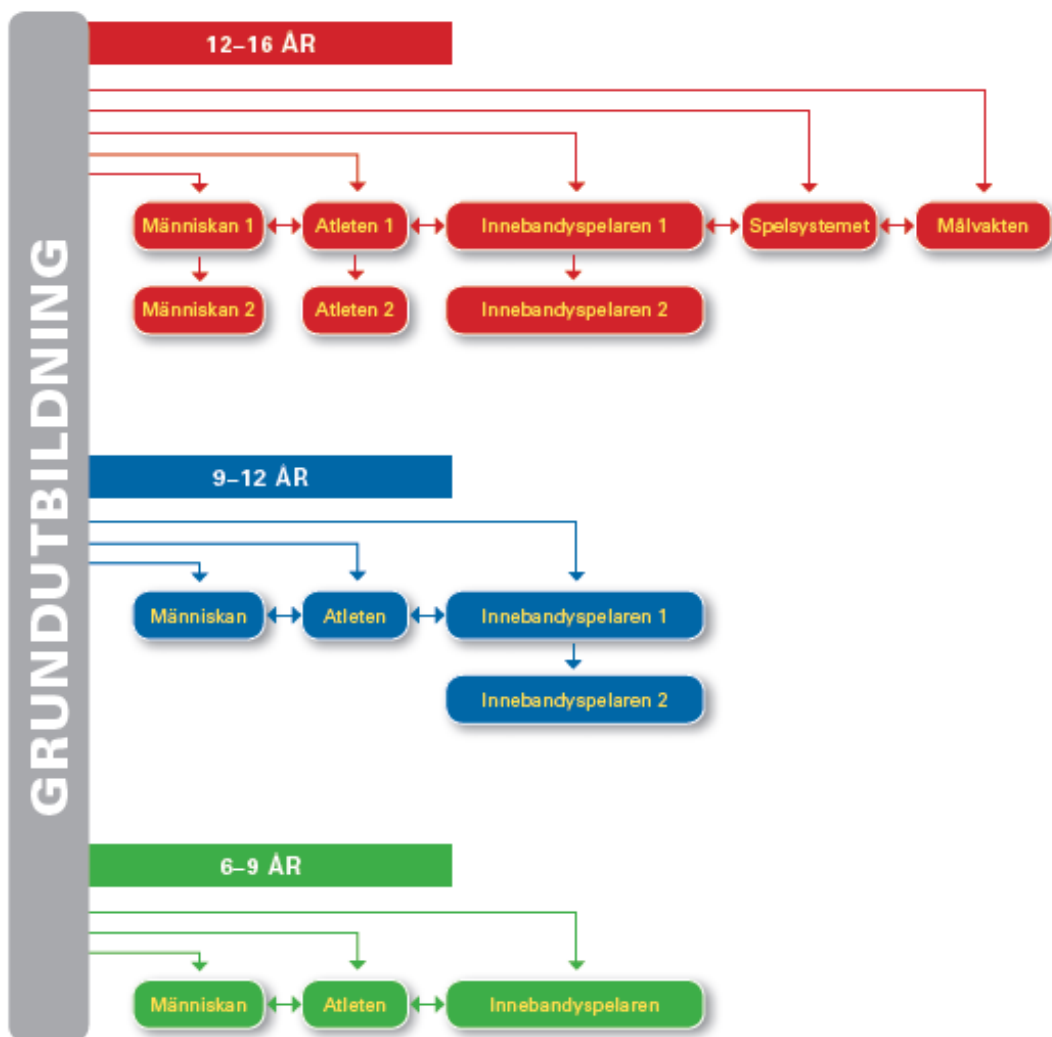 GRUNDUTBILDNING
12–16 ÅR
Människan 1
Atleten 1
Innebandyspelaren 1
Spelsystemet
Målvakten
Människan 2
Atleten 2
Innebandyspelaren 2
9–12 ÅR
Människan
Atleten
Innebandyspelaren 1
Innebandyspelaren 2
6–9 ÅR
Människan
Atleten
Innebandyspelaren